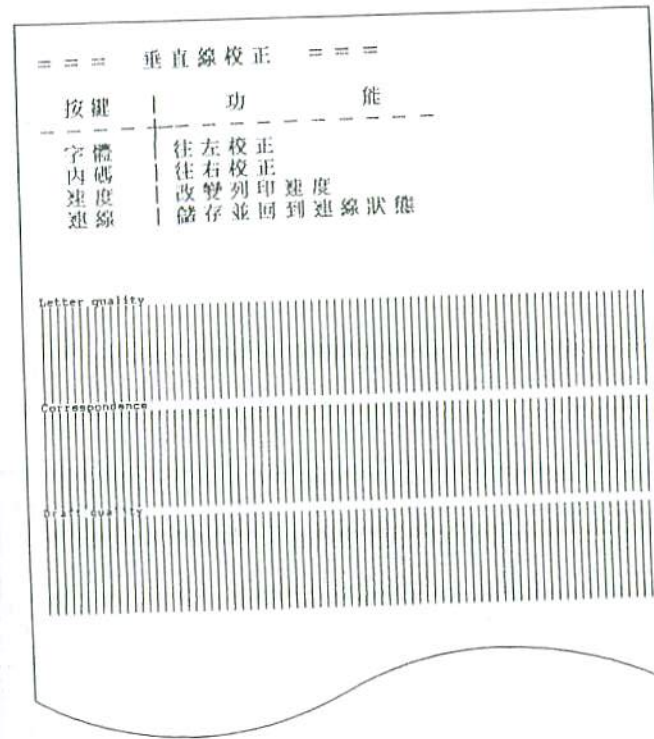 === 垂直線校正 ===
按鍵 | 功 能
字體 | 往左校正
內碼 | 往右校正
速度 | 改變列印速度
連線 | 儲存並回到連線狀態
Letter quality
Correspondence
Draft quality